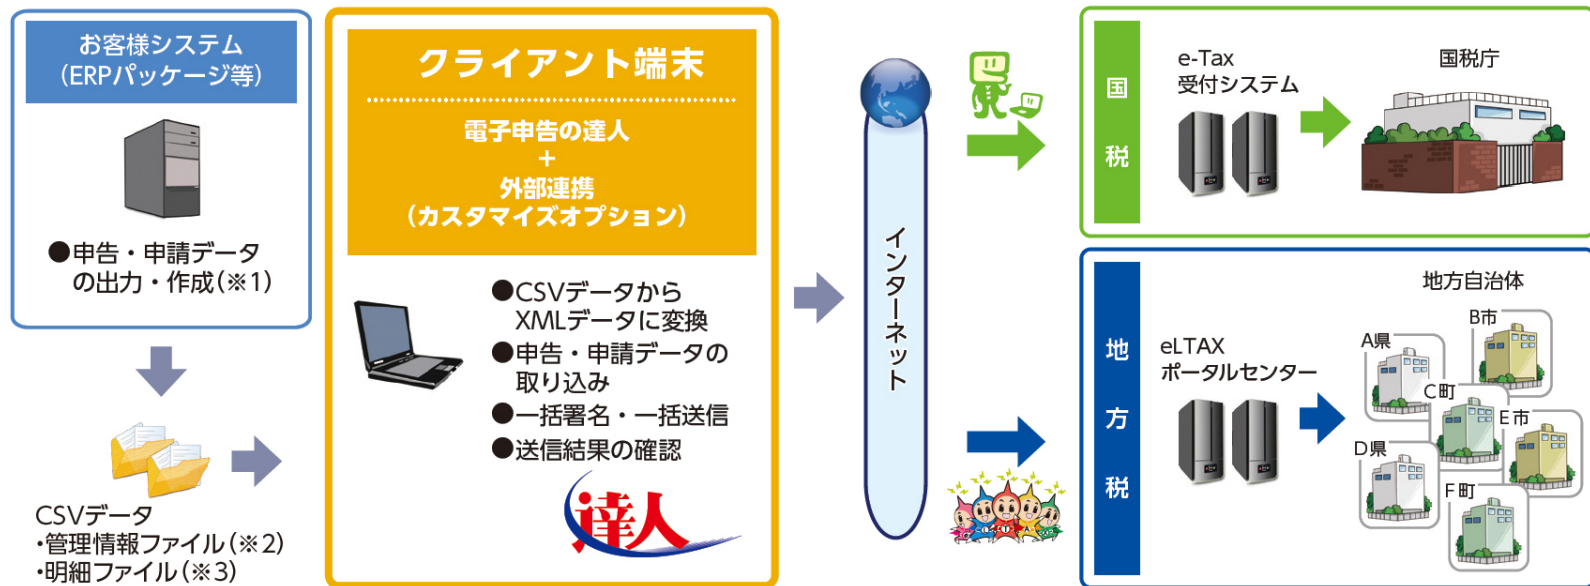 お客様システム
（ERPパッケージ等）
●申告・申請データ
の出力・作成（※1）
CSVデータ
・管理情報ファイル（※2）
・明細ファイル（※3）
クライアント端末
電子申告の達人
+
外部連携
（カスタマイズオプション）
●CSVデータから
XMLデータに変換
●申告・申請データの
取り込み
●一括署名・一括送信
●送信結果の確認
達人
インターネット
国税
e-Tax
受付システム
国税庁
地方税
eLTAX
ポータルセンター
地方自治体
A県
B市
C町
D県
E市
F町